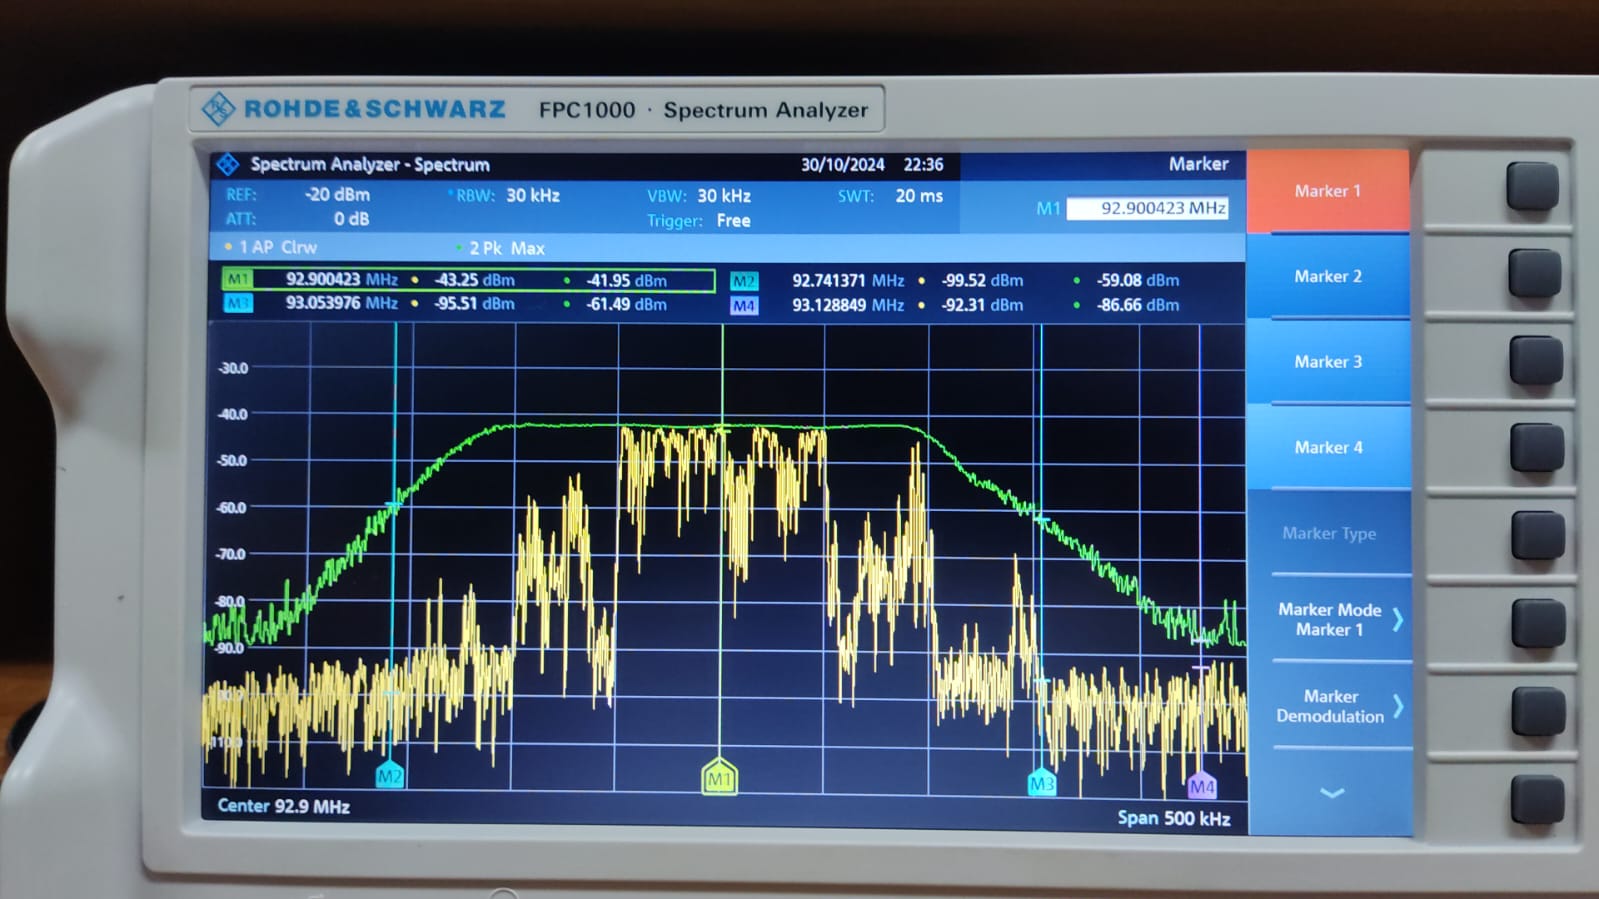 ROHDE & SCHWARZ FPC1000 · Spectrum Analyzer
Spectrum Analyzer - Spectrum 30/10/2024 22:36 Marker
REF: -20 dBm RBW: 30 kHz VBW: 30 kHz SWT: 20 ms
ATT: 0 dB Trigger: Free
M1 92.900423 MHz
1 AP Clrw 2 Pk Max
M1 92.900423 MHz -43.25 dBm -41.95 dBm M2 92.741371 MHz -99.52 dBm -59.08 dBm
M3 93.053976 MHz -95.51 dBm -61.49 dBm M4 93.128849 MHz -92.31 dBm -86.66 dBm
-30.0
-40.0
-50.0
-60.0
-70.0
-80.0
-90.0
M2 M1 M3 M4
Center 92.9 MHz Span 500 kHz
Marker 1
Marker 2
Marker 3
Marker 4
Marker Type
Marker Mode
Marker 1
Marker
Demodulation